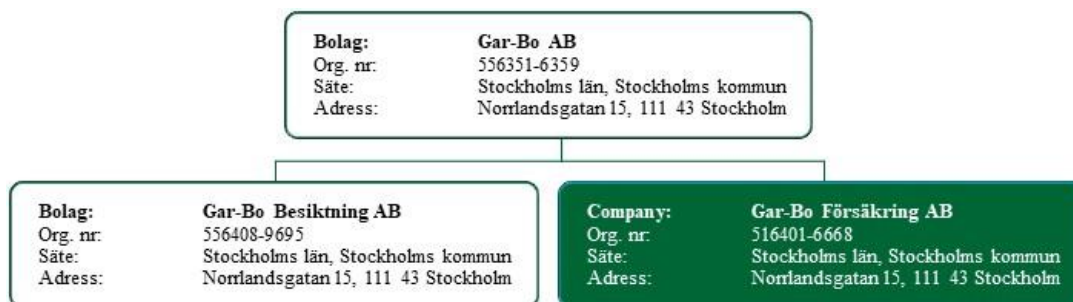 Bolag: Gar-Bo AB
Org. nr: 556351-6359
Säte: Stockholms län, Stockholms kommun
Adress: Norrlandsgatan 15, 111 43 Stockholm
Bolag: Gar-Bo Besiktning AB
Org. nr: 556408-9695
Säte: Stockholms län, Stockholms kommun
Adress: Norrlandsgatan 15, 111 43 Stockholm
Company: Gar-Bo Försäkring AB
Org. nr: 516401-6668
Säte: Stockholms län, Stockholms kommun
Adress: Norrlandsgatan 15, 111 43 Stockholm